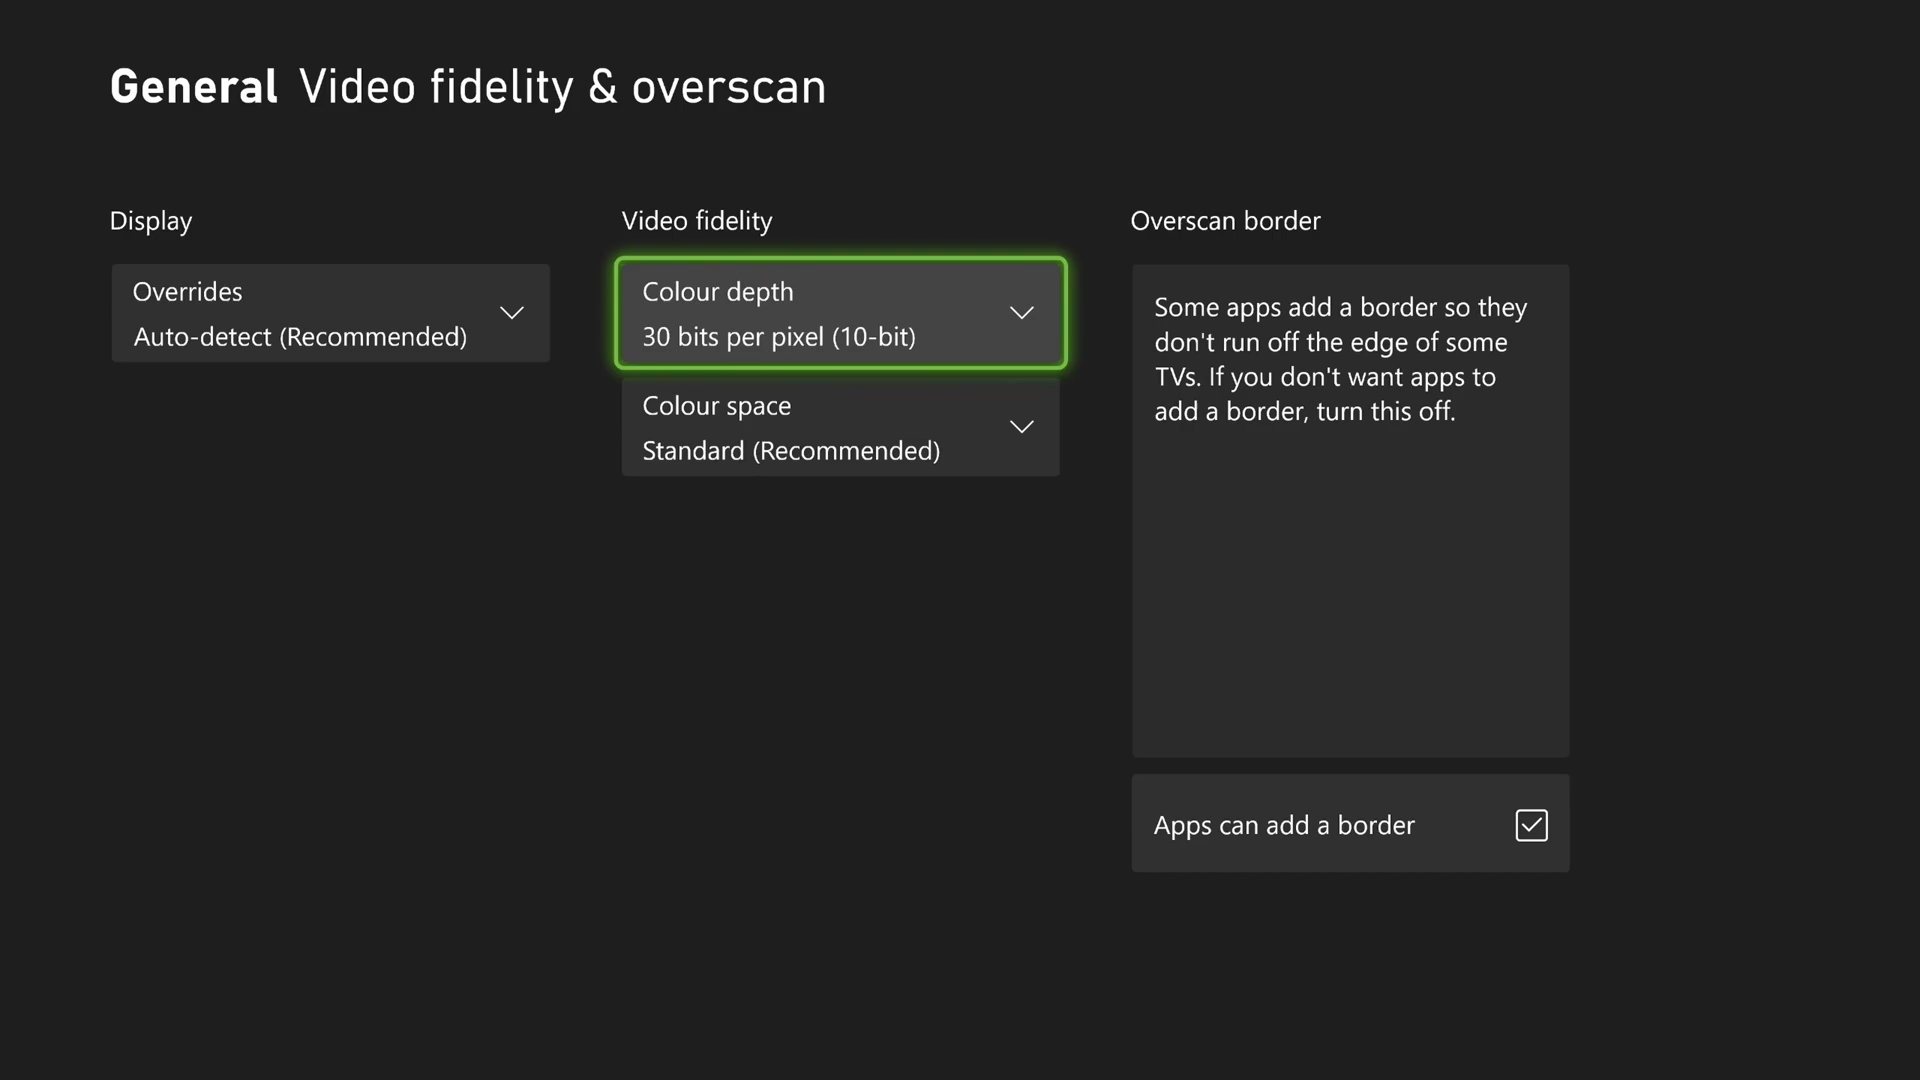 General Video fidelity & overscan
Display
Overrides
Auto-detect (Recommended)
Video fidelity
Colour depth
30 bits per pixel (10-bit)
Colour space
Standard (Recommended)
Overscan border
Some apps add a border so they
don't run off the edge of some
TVs. If you don't want apps to
add a border, turn this off.
Apps can add a border